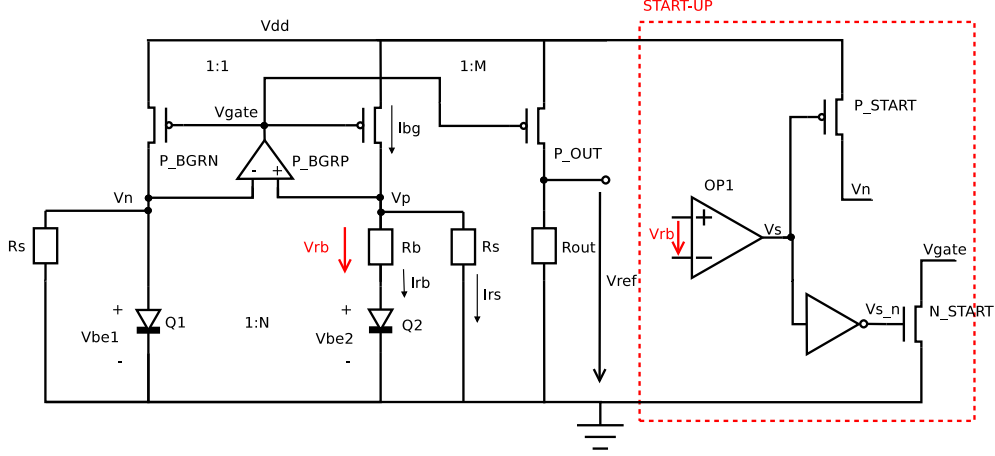 START-UP
Vdd
1:1
1:M
Vgate
Ibg
P_START
P_BGRN
- +
P_BGRP
P_OUT
Vn
Vp
OP1
Vn
Rs
Vrb
Rb
Rs
Rout
Vrb
+
-
Vs
Vgate
Irb
Irs
Vref
+
Q1
1:N
+
Q2
Vs_n
N_START
Vbe1
Vbe2
-
-